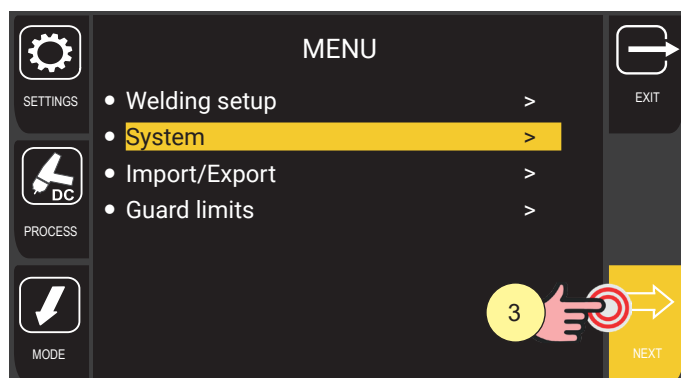 MENU
SETTINGS
EXIT
• Welding setup >
• System >
• Import/Export >
• Guard limits >
DC
PROCESS
3
MODE
NEXT